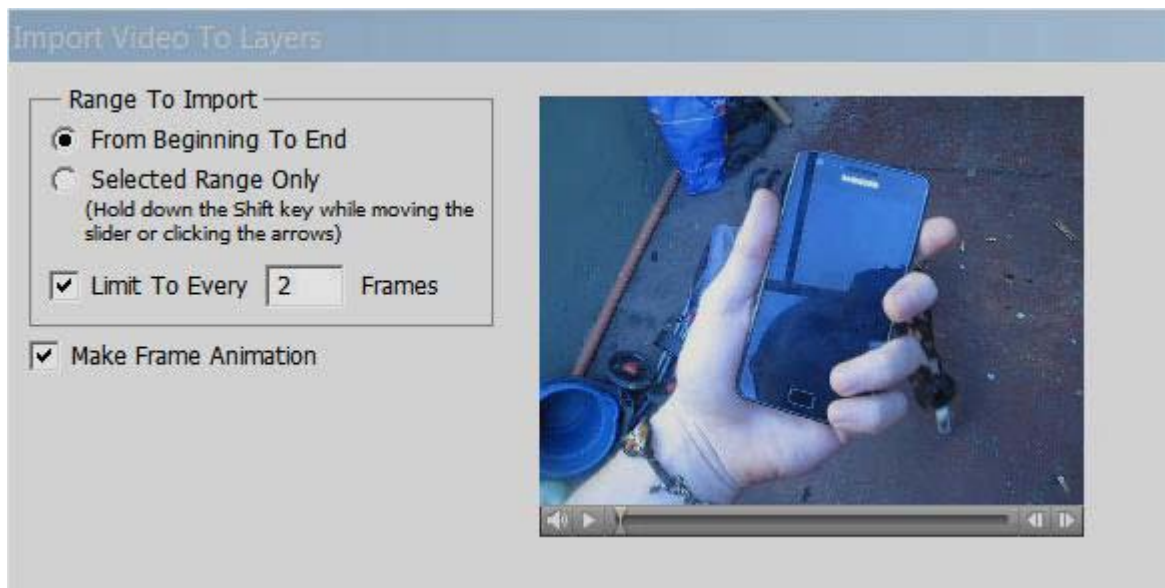 Import Video To Layers
Range To Import
From Beginning To End
Selected Range Only
(Hold down the Shift key while moving the
slider or clicking the arrows)
Limit To Every 2 Frames
Make Frame Animation
SAMSUNG